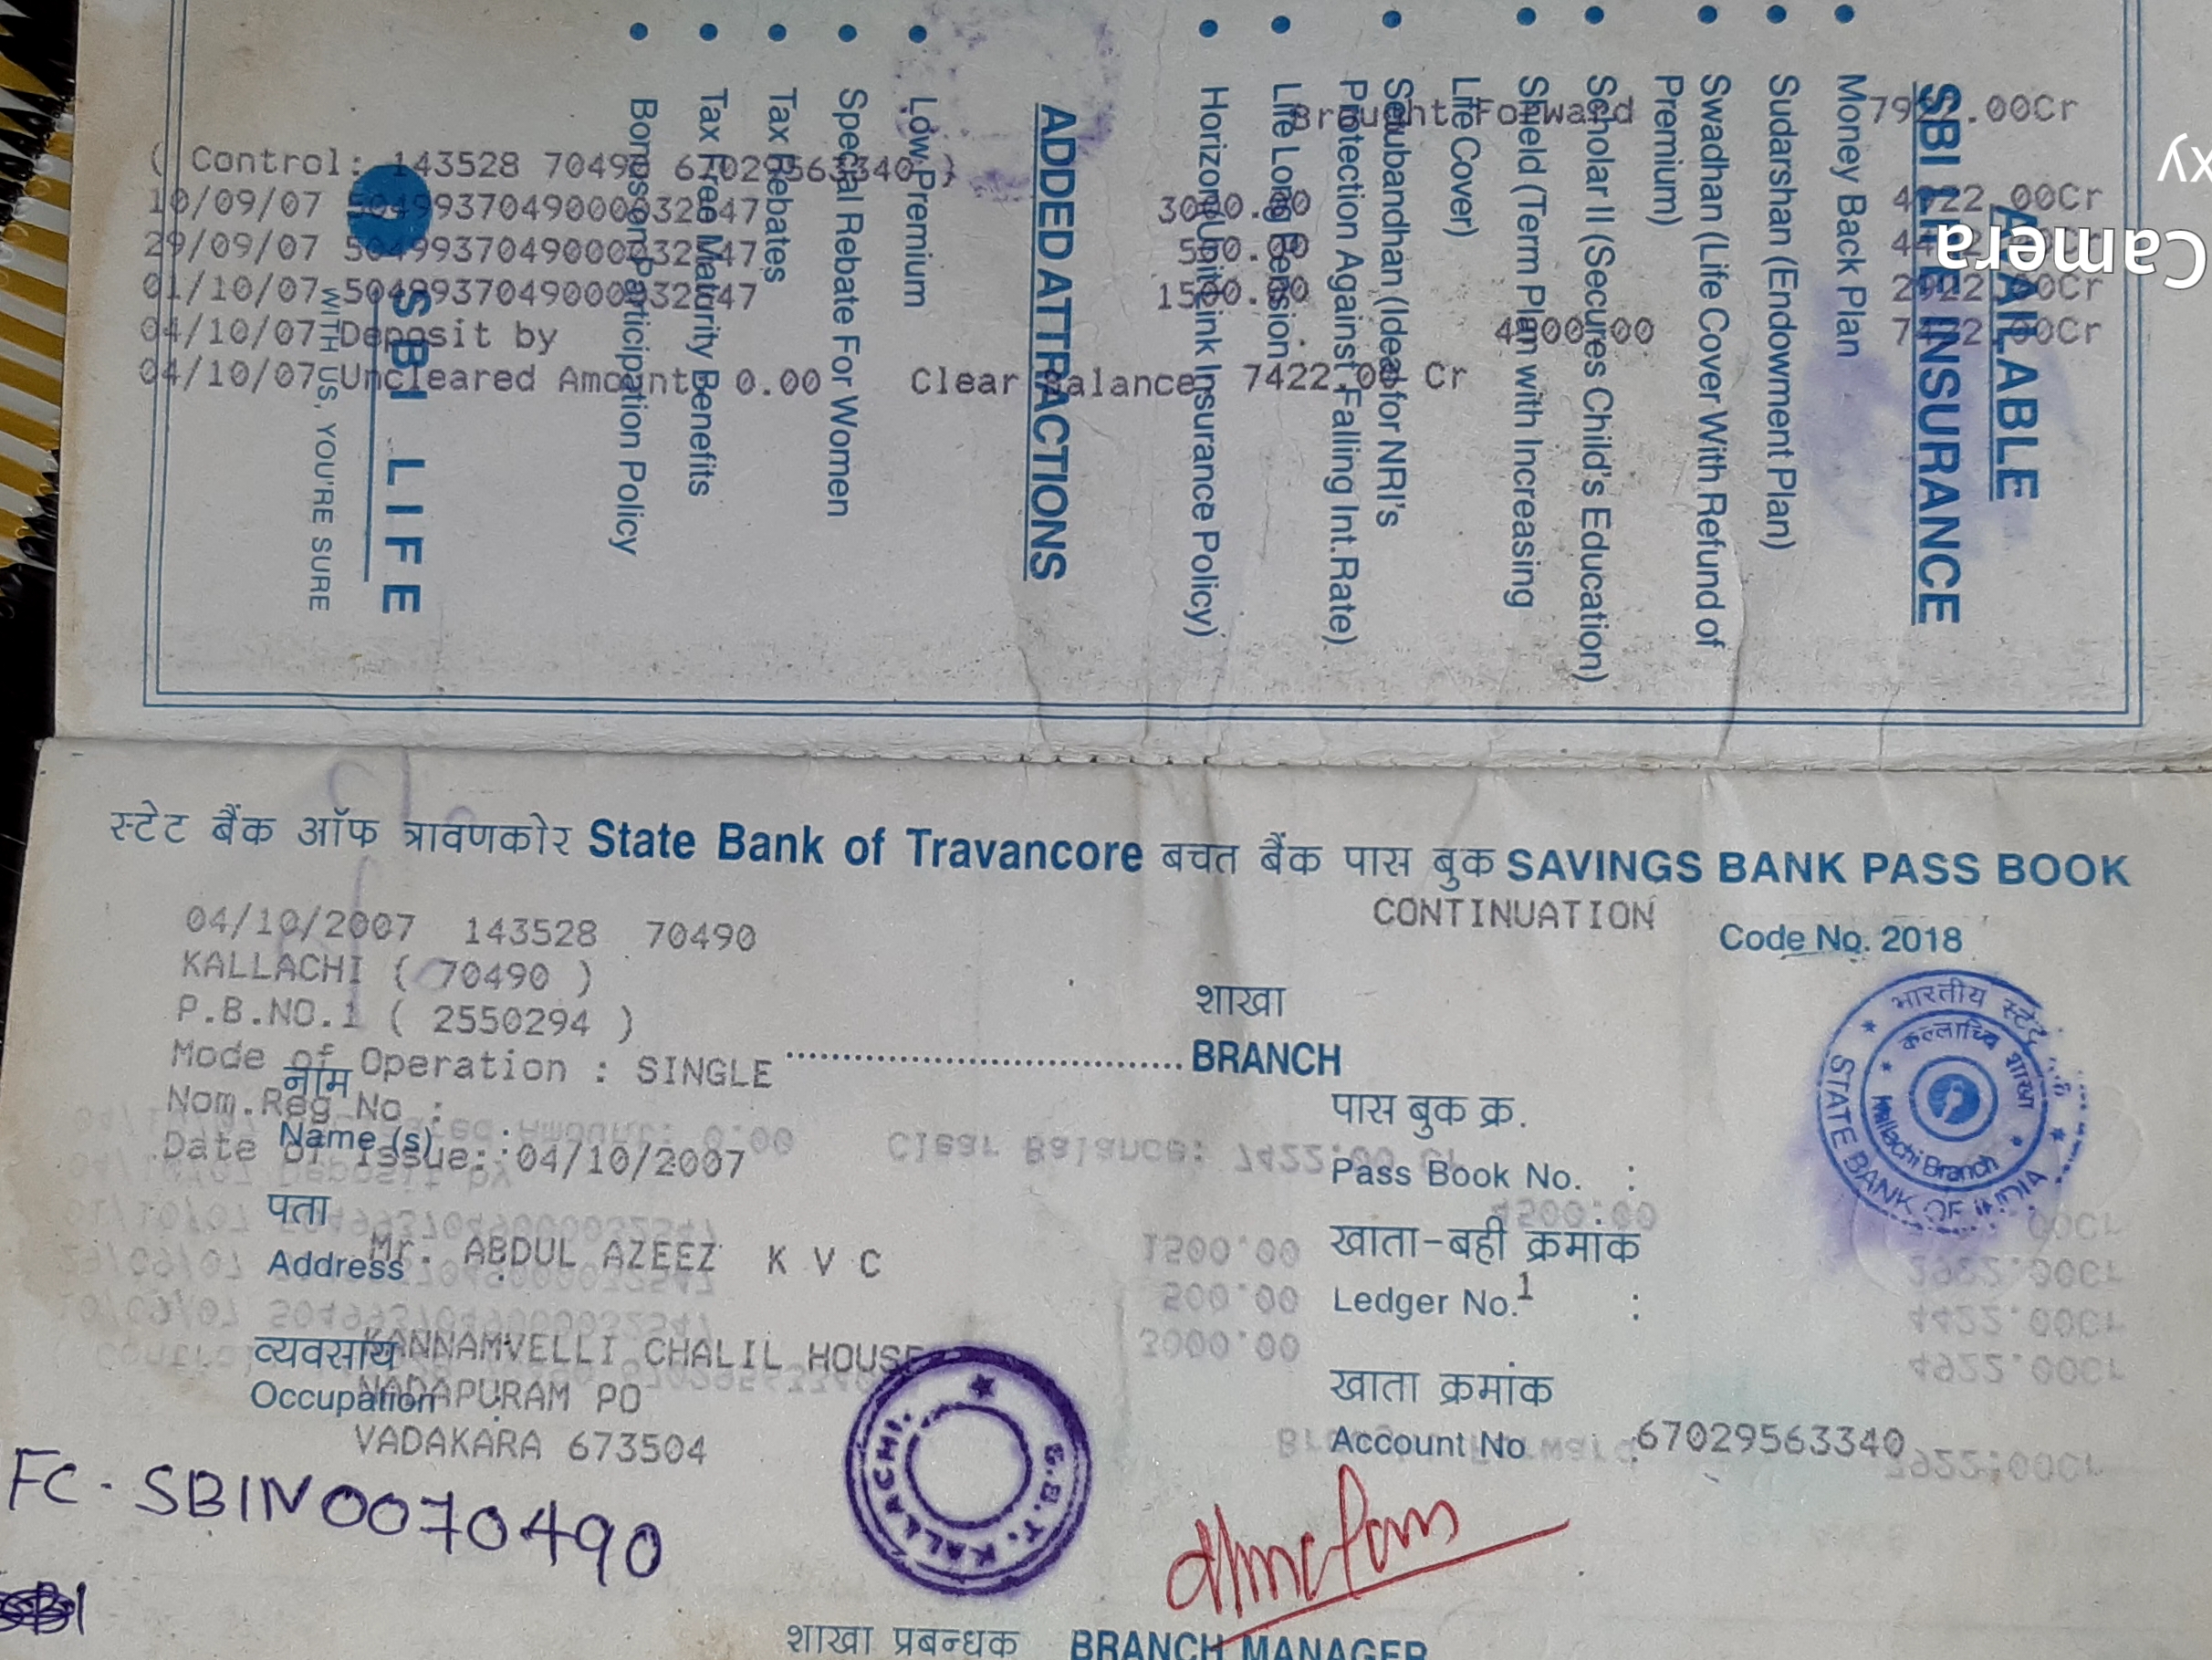 Brought Forward 7922.00Cr
( Control: 143528 70490 67029563340 )
10/09/07 5049937049000032547 3000.00 4922.00Cr
29/09/07 5049937049000032547 500.00 4422.00Cr
01/10/07 5049937049000032547 1500.00 2922.00Cr
04/10/07 Deposit by 4500.00 7422.00Cr
04/10/07 Uncleared Amount 0.00 Clear Balance 7422.00 Cr
AVAILABLE
SBI LIFE INSURANCE
• Money Back Plan
• Sudarshan (Endowment Plan)
• Swadhan (Life Cover With Refund of
Premium)
• Scholar II (Secures Child's Education)
• Shield (Term Plan with Increasing
Life Cover)
• Setubandhan (Ideal for NRI's
Protection Against Falling Int.Rate)
• Life Long Pension
• Horizon (Unit Link Insurance Policy)
ADDED ATTRACTIONS
• Low Premium
• Special Rebate For Women
• Tax Rebates
• Tax Free Maturity Benefits
• Bonus on Participation Policy
SBI LIFE
WITH US, YOU'RE SURE
xy
Camera
स्टेट बैंक ऑफ त्रावणकोर State Bank of Travancore बचत बैंक पास बुक SAVINGS BANK PASS BOOK
CONTINUATION
Code No. 2018
04/10/2007 143528 70490
KALLACHI ( 70490 )
P.B.NO.1 ( 2550294 )
शाखा
Mode of Operation : SINGLE
BRANCH
नाम
Nom.Reg No :
Name (s) :
Date of Issue: 04/10/2007
पास बुक क्र.
Pass Book No. :
पता
Address :
Mr. ABDUL AZEEZ K V C
खाता-बही क्रमांक
Ledger No. 1 :
व्यवसाय
Occupation :
KANNAMVELLI CHALIL HOUSE
NADAPURAM PO
VADAKARA 673504
खाता क्रमांक
Account No : 67029563340
भारतीय स्टेट
कल्लाच्चि शाखा
Kallachi Branch
STATE BANK OF INDIA
S.B.T. KALLACHI.
FC - SBIN0070490
शाखा प्रबन्धक BRANCH MANAGER